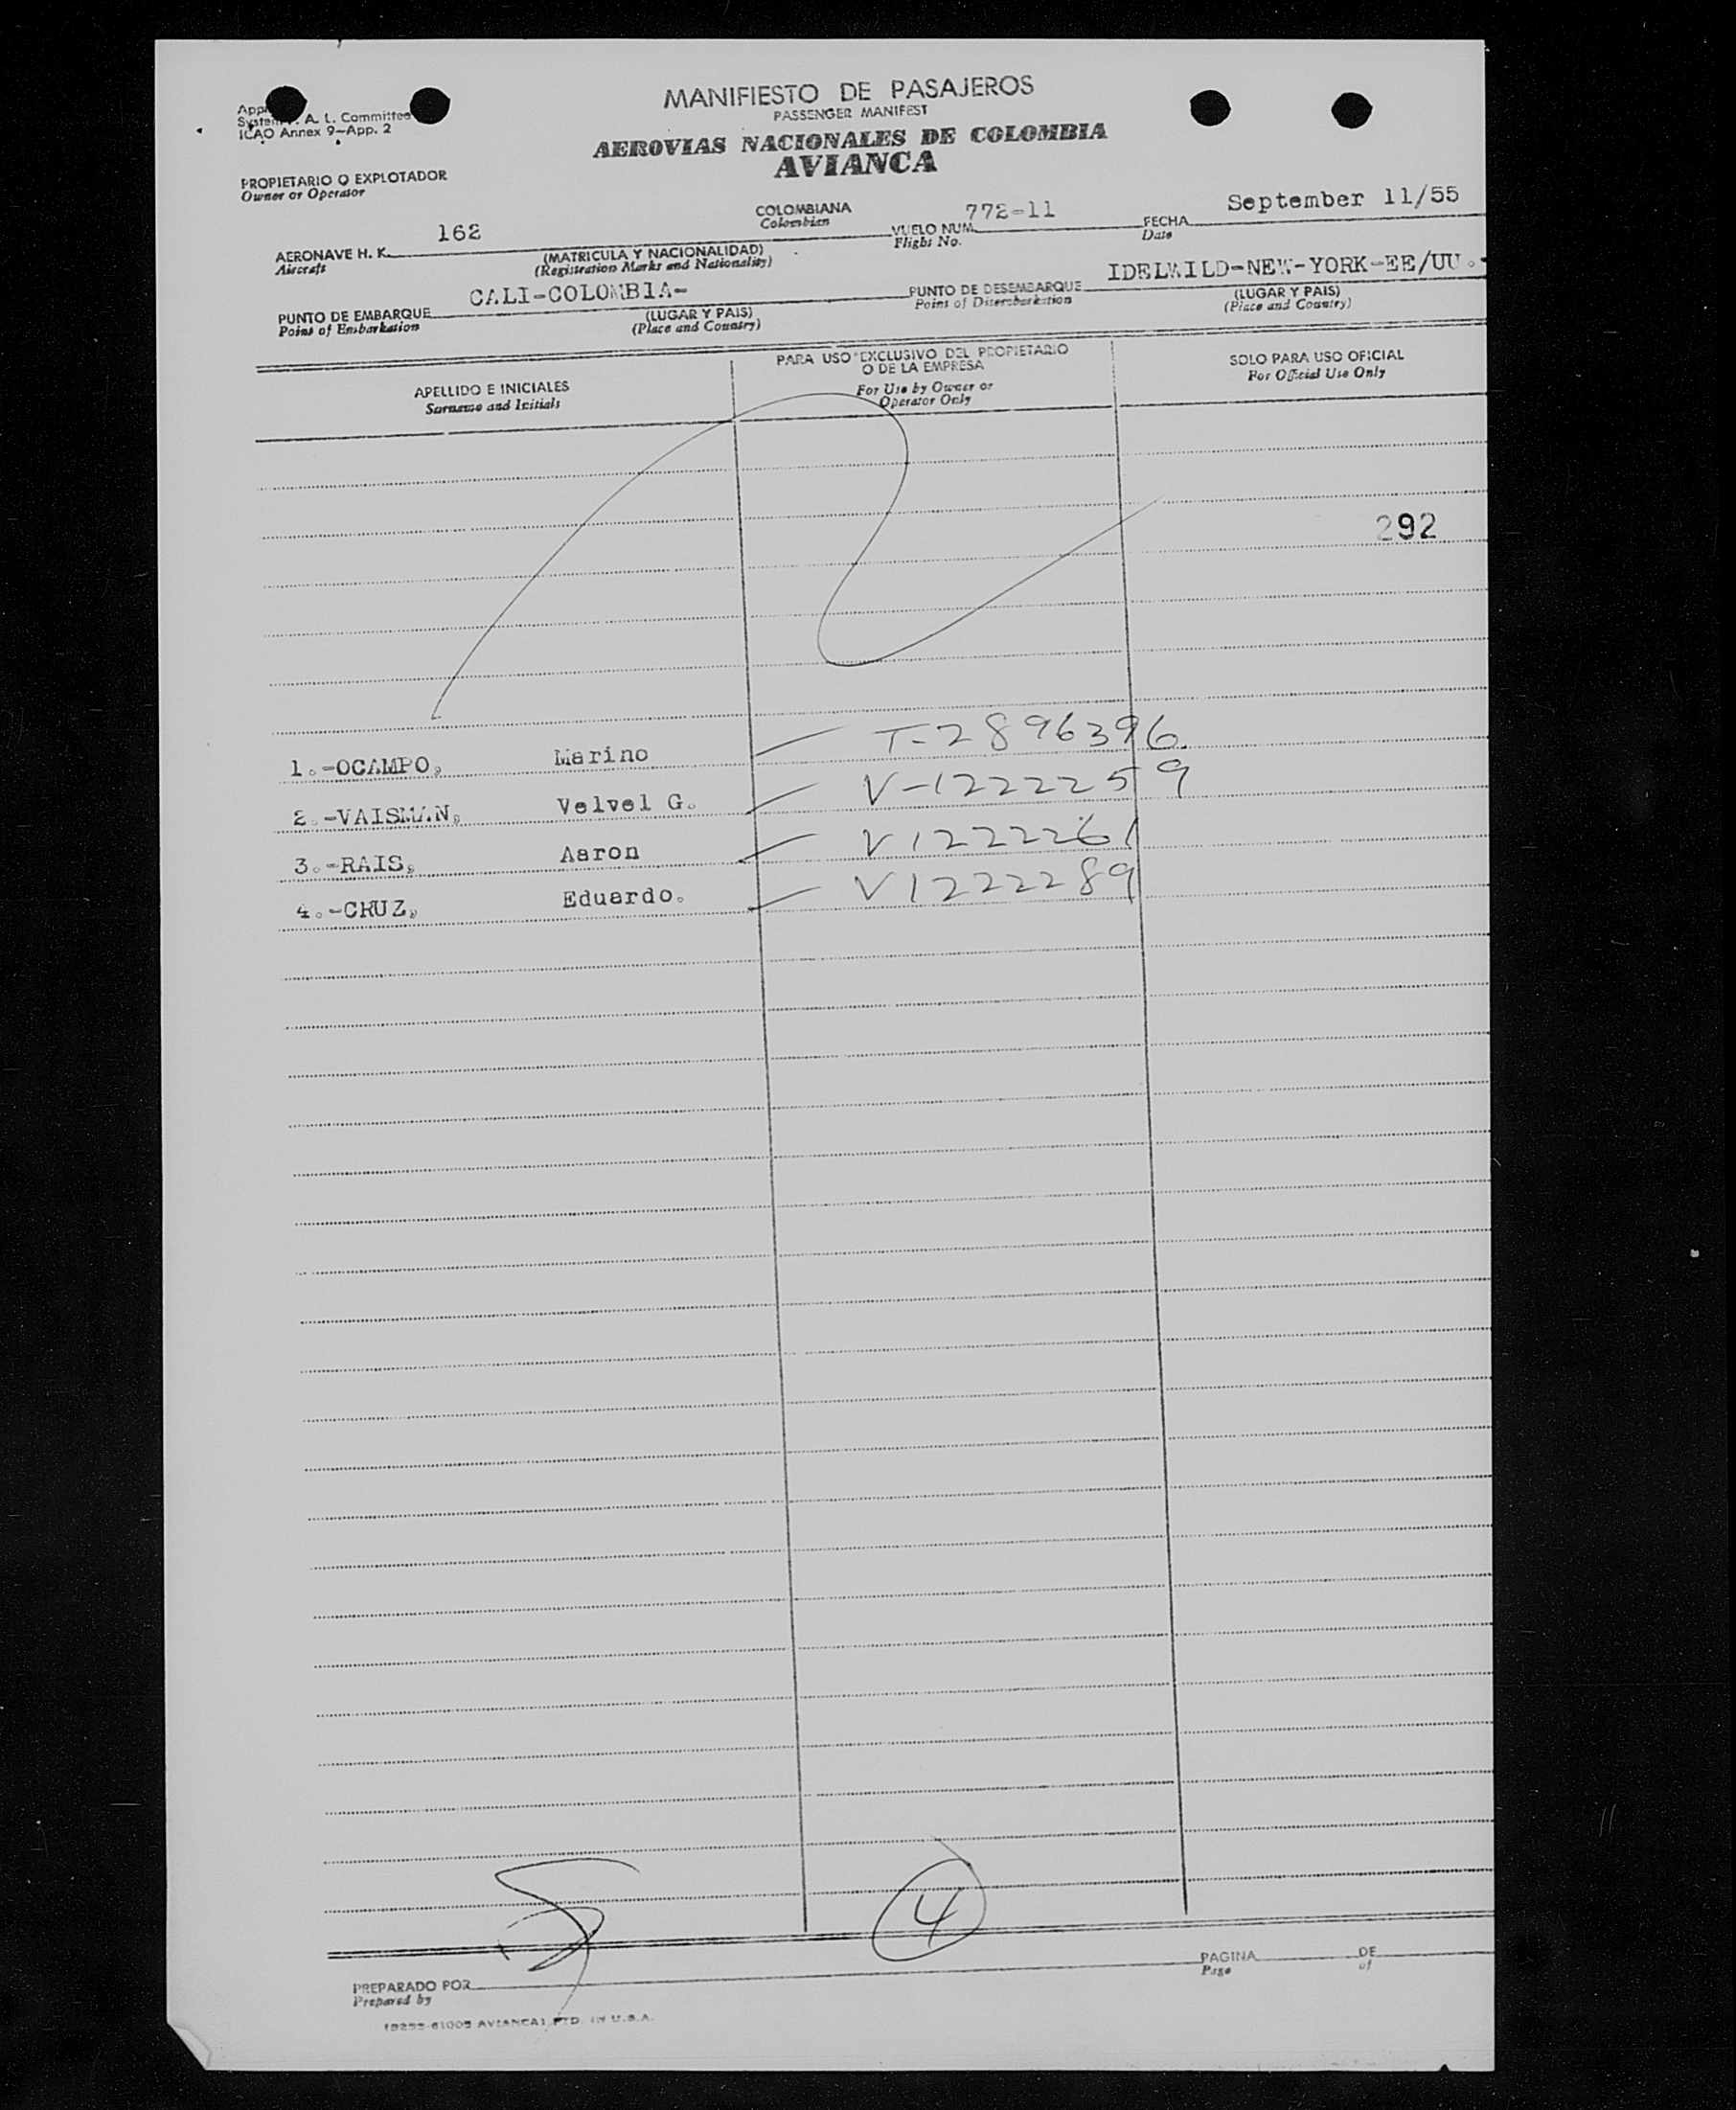 MANIFIESTO DE PASAJEROS
PASSENGER MANIFEST
A. L. Committee
ICAO Annex 9-App. 2
AEROVIAS NACIONALES DE COLOMBIA
AVIANCA
PROPIETARIO O EXPLOTADOR
Owner or Operator
AERONAVE H. K. 162 COLOMBIANA VUELO NUM. 772-11 FECHA September 11/55
Aircraft Colombian Flight No. Date
(MATRICULA Y NACIONALIDAD)
(Registration Marks and Nationality)
PUNTO DE EMBARQUE CALI-COLOMBIA- PUNTO DE DESEMBARQUE IDELWILD-NEW-YORK-EE/UU.
Point of Embarkation Point of Disembarkation
(LUGAR Y PAIS) (LUGAR Y PAIS)
(Place and Country) (Place and Country)
APELLIDO E INICIALES PARA USO EXCLUSIVO DEL PROPIETARIO O DE LA EMPRESA SOLO PARA USO OFICIAL
Surname and Initials For Use by Owner or Operator Only For Official Use Only
292
1.-OCAMPO, Marino T-2896396
2.-VAISMAN, Velvel G. V-1222259
3.-RAIS, Aaron V1222261
4.-CRUZ, Eduardo. V1222289
4
PREPARADO POR PAGINA DE
Prepared by Page of
AVIANCA) PTD. IN U.S.A.